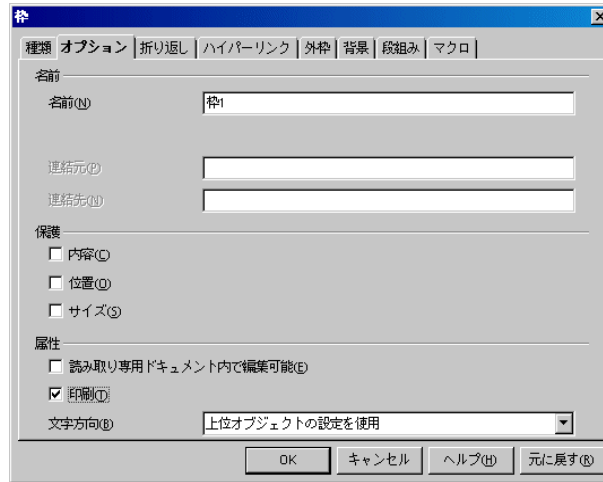 枠
種類 オプション 折り返し ハイパーリンク 外枠 背景 段組み マクロ
名前
名前(N) 枠1
連結元(P)
連結先(N)
保護
内容(C)
位置(O)
サイズ(S)
属性
読み取り専用ドキュメント内で編集可能(E)
印刷(T)
文字方向(B) 上位オブジェクトの設定を使用
OK キャンセル ヘルプ(H) 元に戻す(R)